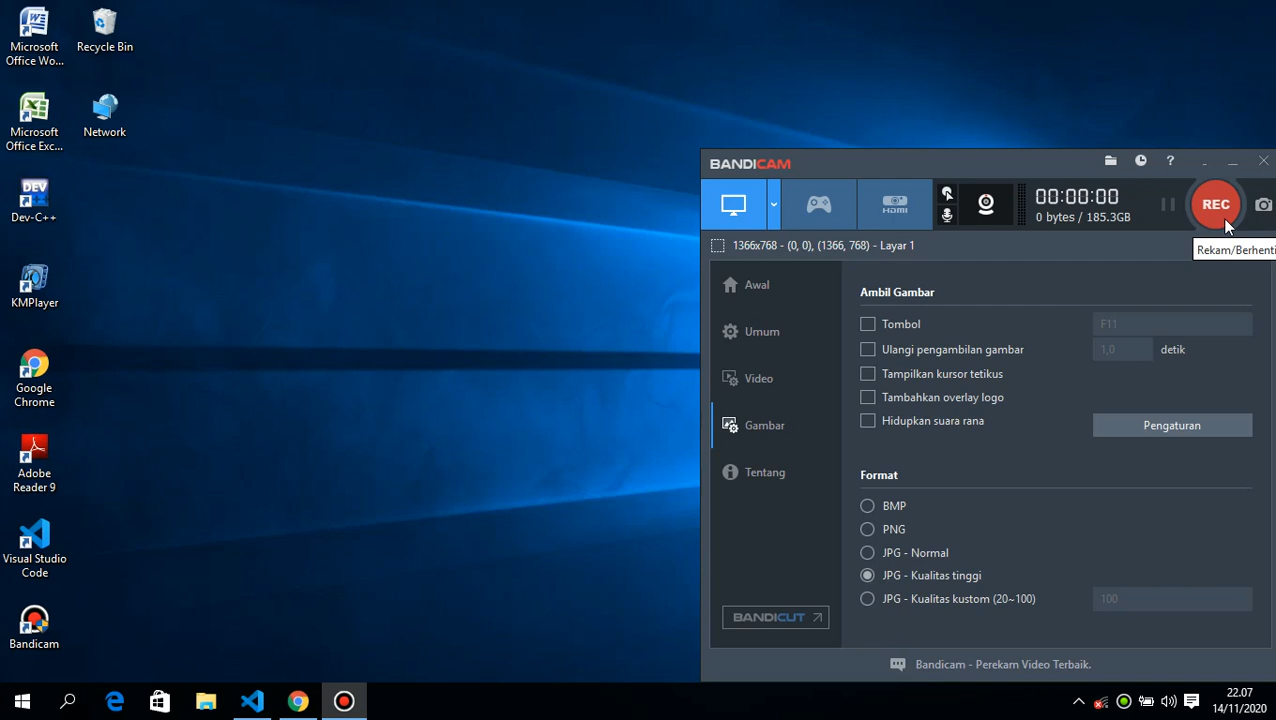 Microsoft
Office Wo...
Recycle Bin
Microsoft
Office Exc...
Network
DEV
Dev-C++
KMPlayer
Google
Chrome
Adobe
Reader 9
Visual Studio
Code
Bandicam
BANDICAM
?
HDMI
00:00:00
0 bytes / 185.3GB
REC
Rekam/Berhenti
1366x768 - (0, 0), (1366, 768) - Layar 1
Awal
Umum
Video
Gambar
Tentang
BANDICUT
Ambil Gambar
Tombol
F11
Ulangi pengambilan gambar
1,0
detik
Tampilkan kursor tetikus
Tambahkan overlay logo
Hidupkan suara rana
Pengaturan
Format
BMP
PNG
JPG - Normal
JPG - Kualitas tinggi
JPG - Kualitas kustom (20~100)
100
Bandicam - Perekam Video Terbaik.
22.07
14/11/2020